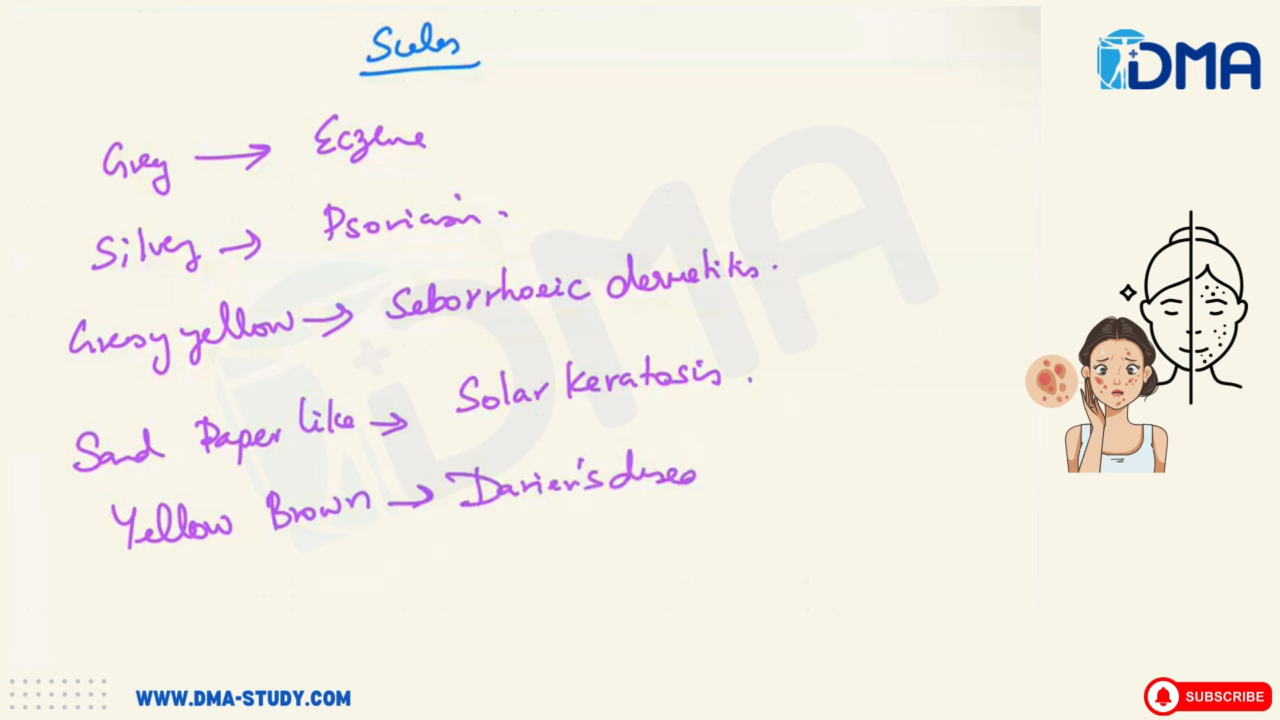 Scales
Grey → Eczema
Silvery → Psoriasis.
Greasy yellow → Seborrhoeic dermatitis.
Sand Paper like → Solar keratosis.
Yellow Brown → Darier's disease
DMA
DMA
WWW.DMA-STUDY.COM
SUBSCRIBE